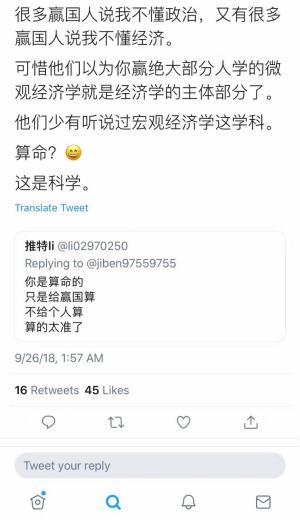 很多赢国人说我不懂政治，又有很多
赢国人说我不懂经济。
可惜他们以为你赢绝大部分人学的微
观经济学就是经济学的主体部分了。
他们少有听说过宏观经济学这学科。
算命？😄
这是科学。
Translate Tweet
推特li @li02970250
Replying to @jiben97559755
你是算命的
只是给赢国算
不给个人算
算的太准了
9/26/18, 1:57 AM
16 Retweets 45 Likes
Tweet your reply